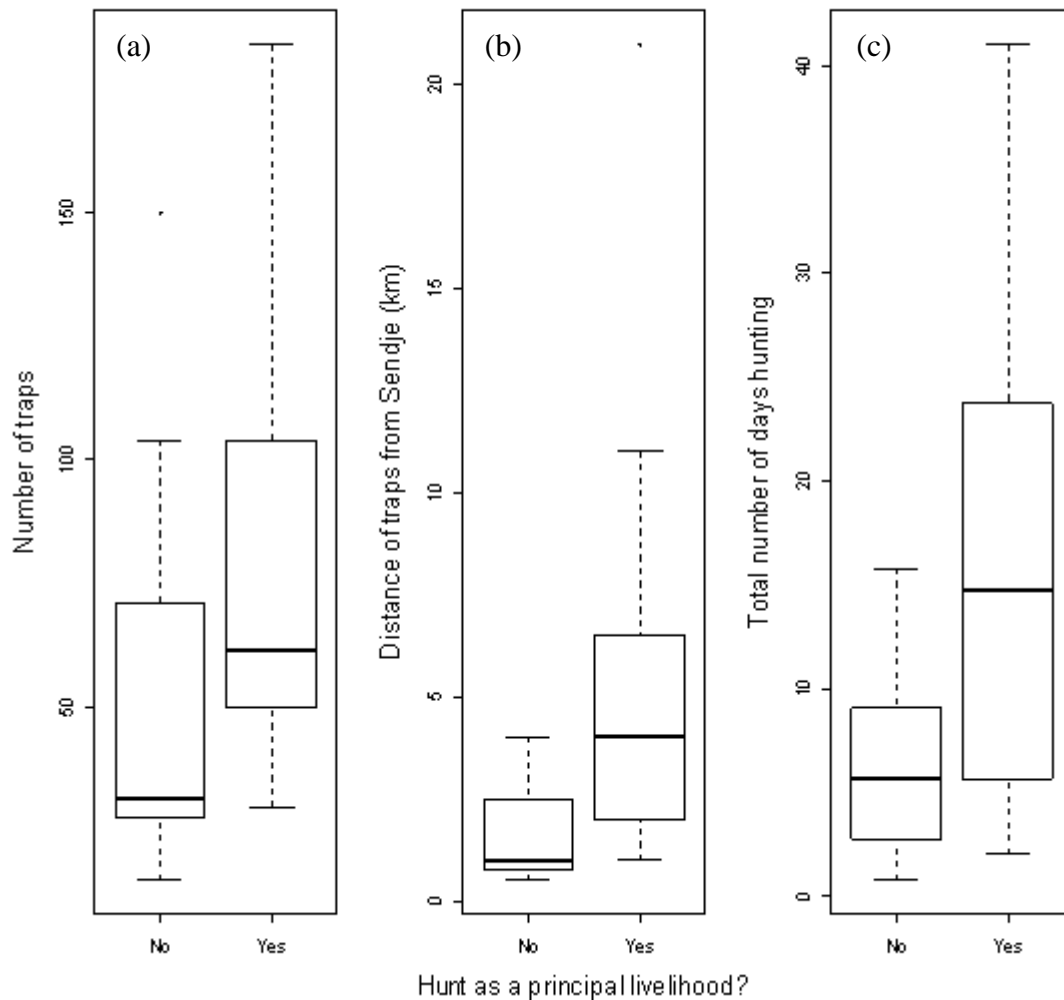 (a)
Number of traps
50
100
150
No
Yes
(b)
Distance of traps from Sendje (km)
0
5
10
15
20
No
Yes
(c)
Total number of days hunting
0
10
20
30
40
No
Yes
Hunt as a principal livelihood?